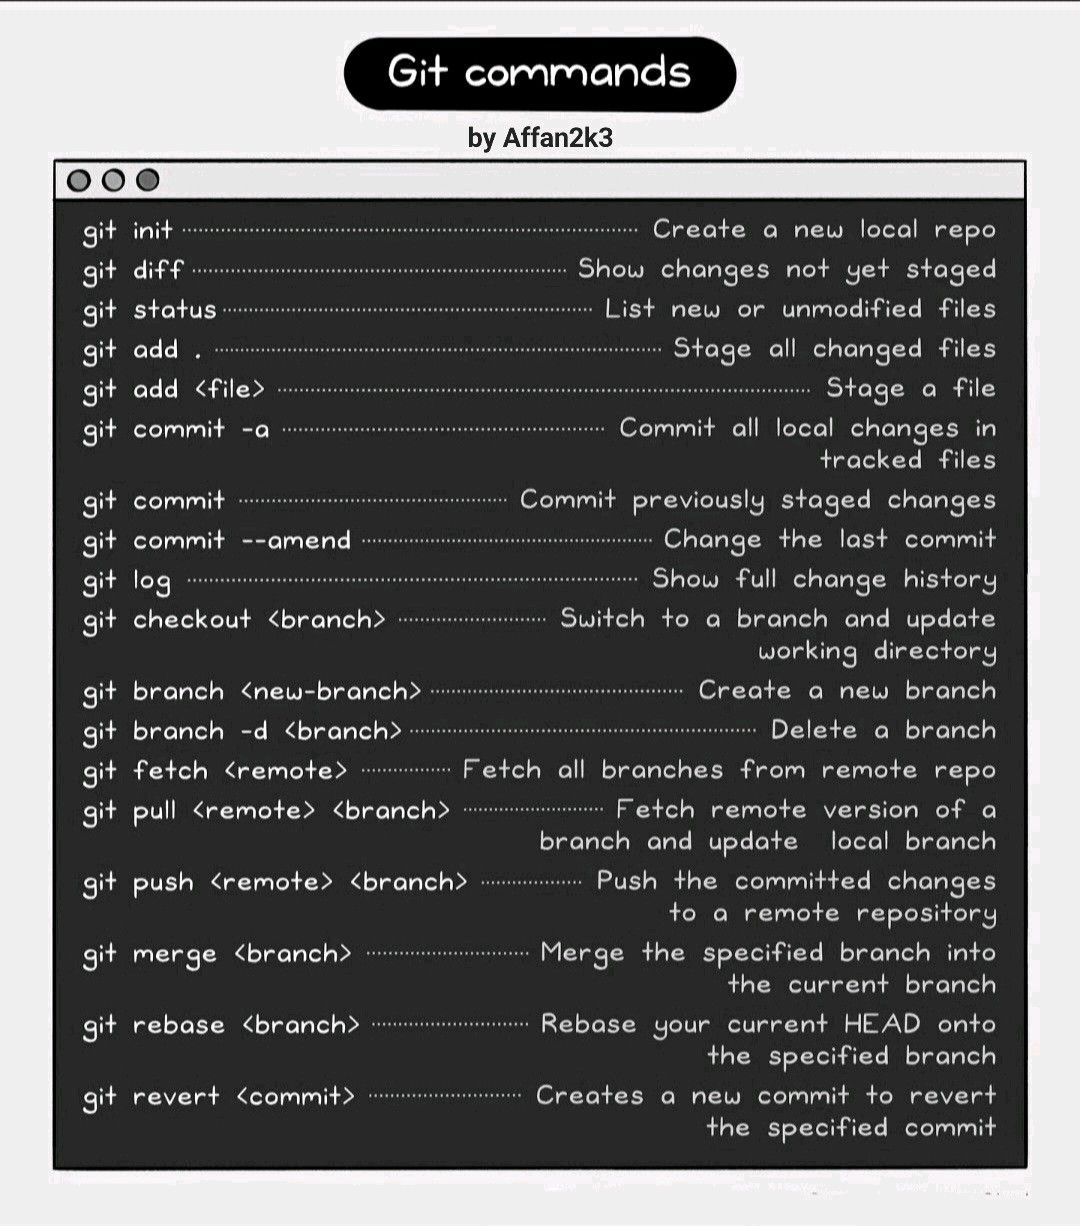 Git commands
by Affan2k3
git init Create a new local repo
git diff Show changes not yet staged
git status List new or unmodified files
git add . Stage all changed files
git add <file> Stage a file
git commit -a Commit all local changes in
tracked files
git commit Commit previously staged changes
git commit --amend Change the last commit
git log Show full change history
git checkout <branch> Switch to a branch and update
working directory
git branch <new-branch> Create a new branch
git branch -d <branch> Delete a branch
git fetch <remote> Fetch all branches from remote repo
git pull <remote> <branch> Fetch remote version of a
branch and update local branch
git push <remote> <branch> Push the committed changes
to a remote repository
git merge <branch> Merge the specified branch into
the current branch
git rebase <branch> Rebase your current HEAD onto
the specified branch
git revert <commit> Creates a new commit to revert
the specified commit